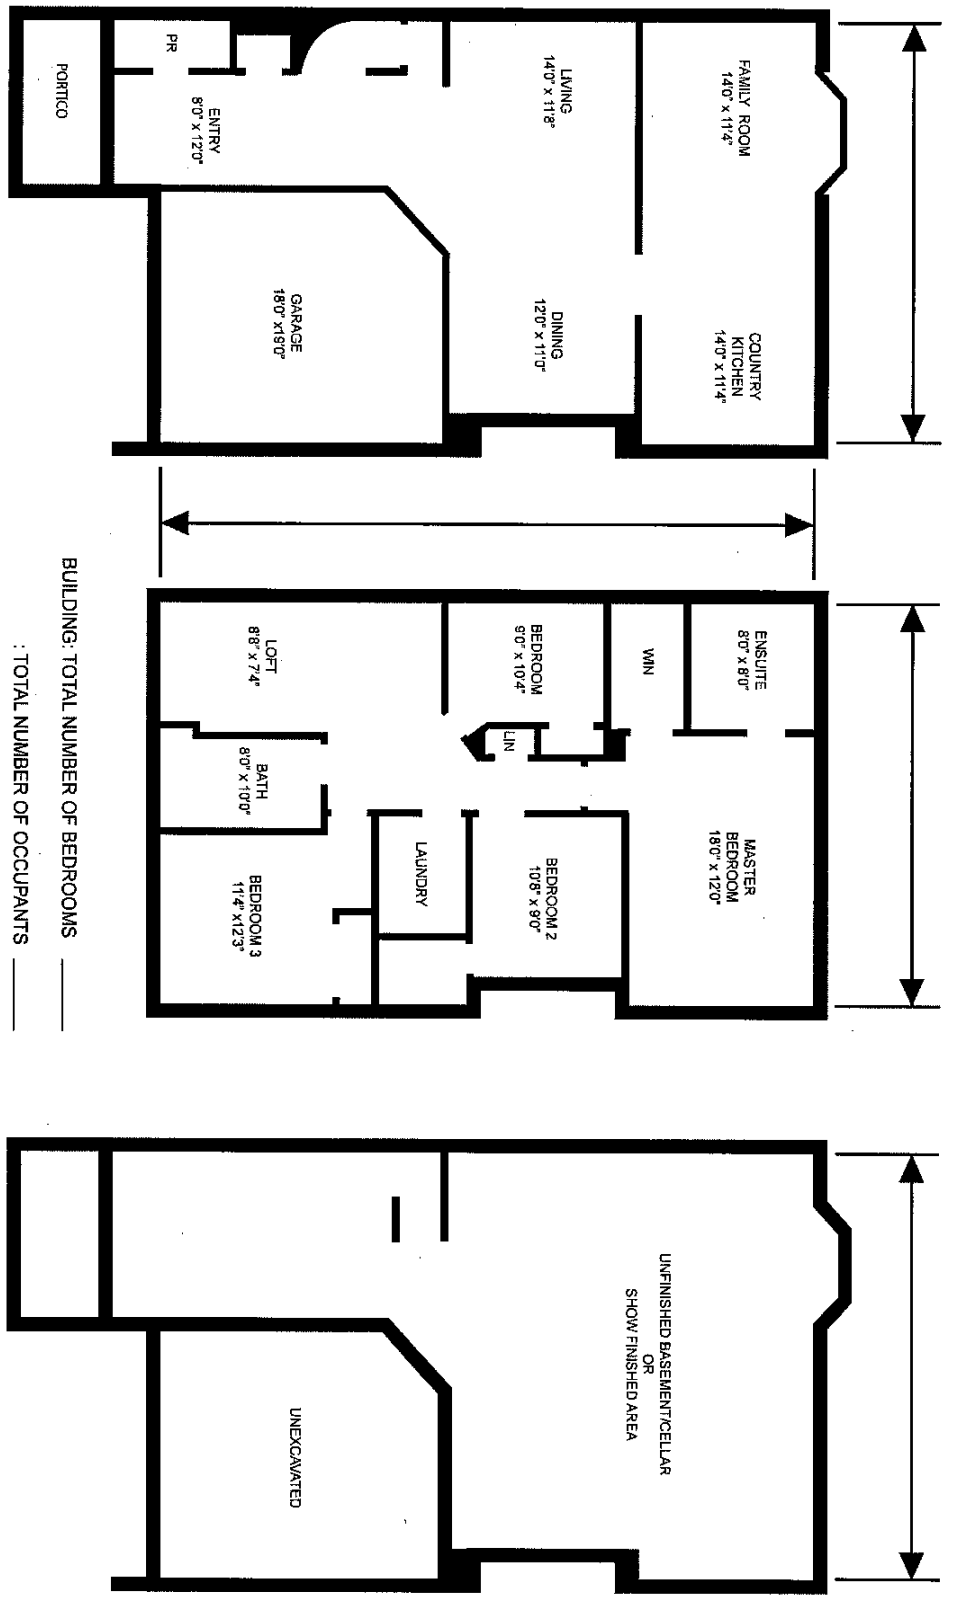 FAMILY ROOM
14'0" x 11'4"
COUNTRY
KITCHEN
14'0" x 11'4"
LIVING
14'0" x 11'8"
DINING
12'0" x 11'0"
PR
ENTRY
8'0" x 12'0"
GARAGE
18'0" x19'0"
PORTICO
ENSUITE
8'0" x 8'0"
MASTER
BEDROOM
18'0" x 12'0"
WIN
BEDROOM
9'0" x 10'4"
LIN
BEDROOM 2
10'8" x 9'0"
LAUNDRY
LOFT
8'8" x 7'4"
BATH
8'0" x 10'0"
BEDROOM 3
11'4" x12'3"
UNFINISHED BASEMENT/CELLAR
OR
SHOW FINISHED AREA
UNEXCAVATED
BUILDING: TOTAL NUMBER OF BEDROOMS
: TOTAL NUMBER OF OCCUPANTS